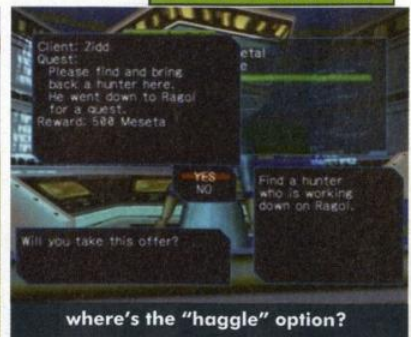 Client: Zidd
Quest:
Please find and bring
back a hunter here.
He went down to Ragol
for a quest.
Reward: 500 Meseta
etal
e
YES
NO
Find a hunter
who is working
down on Ragol.
Will you take this offer?
where's the "haggle" option?